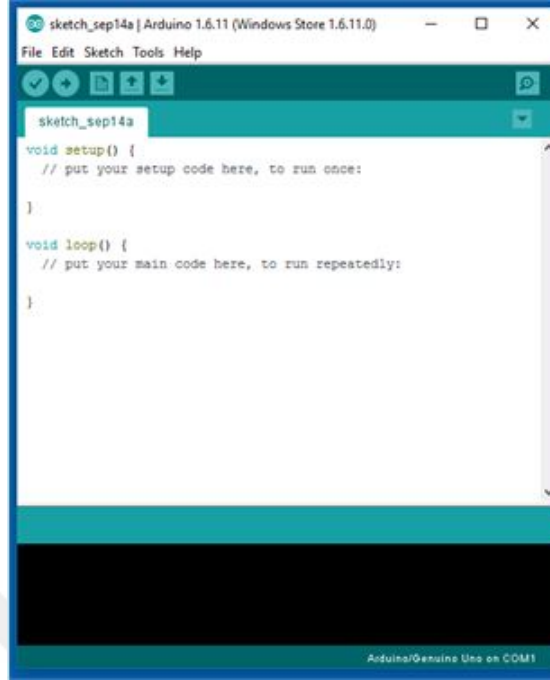 sketch_sep14a | Arduino 1.6.11 (Windows Store 1.6.11.0)
File Edit Sketch Tools Help
sketch_sep14a
void setup() {
  // put your setup code here, to run once:
}
void loop() {
  // put your main code here, to run repeatedly:
}
Arduino/Genuino Uno on COM1